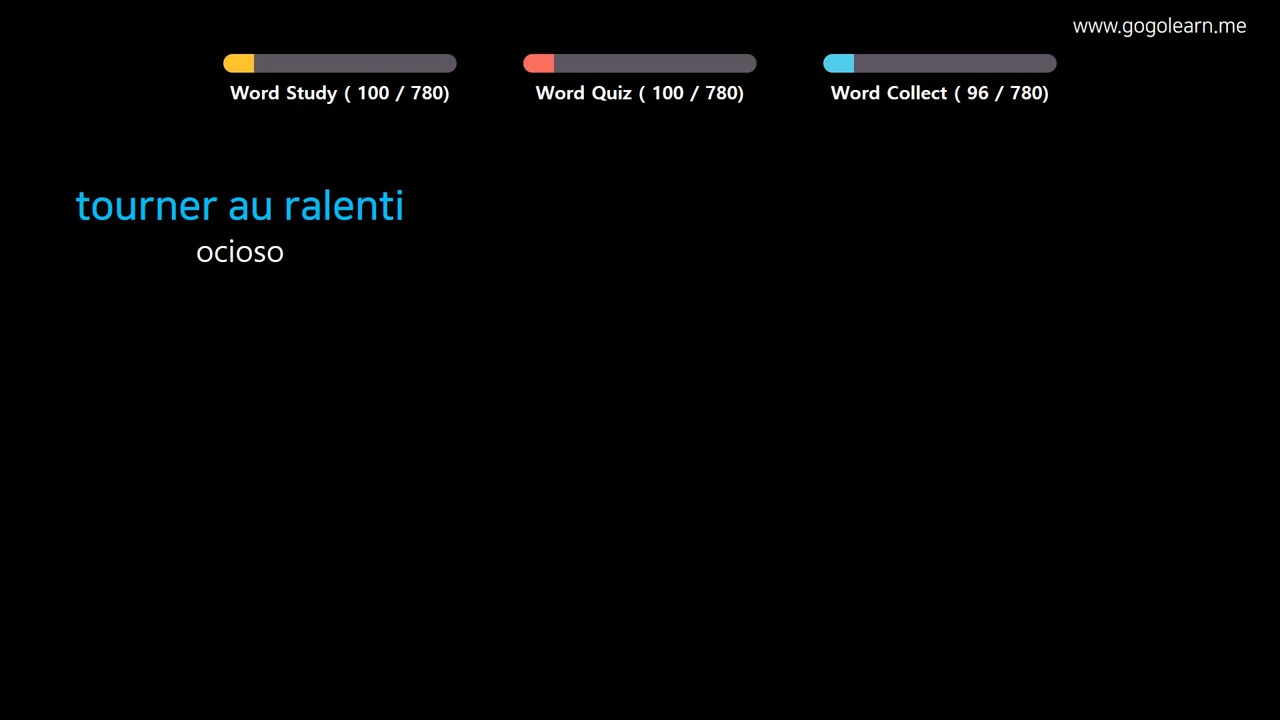 www.gogolearn.me
Word Study ( 100 / 780)
Word Quiz ( 100 / 780)
Word Collect ( 96 / 780)
tourner au ralenti
ocioso